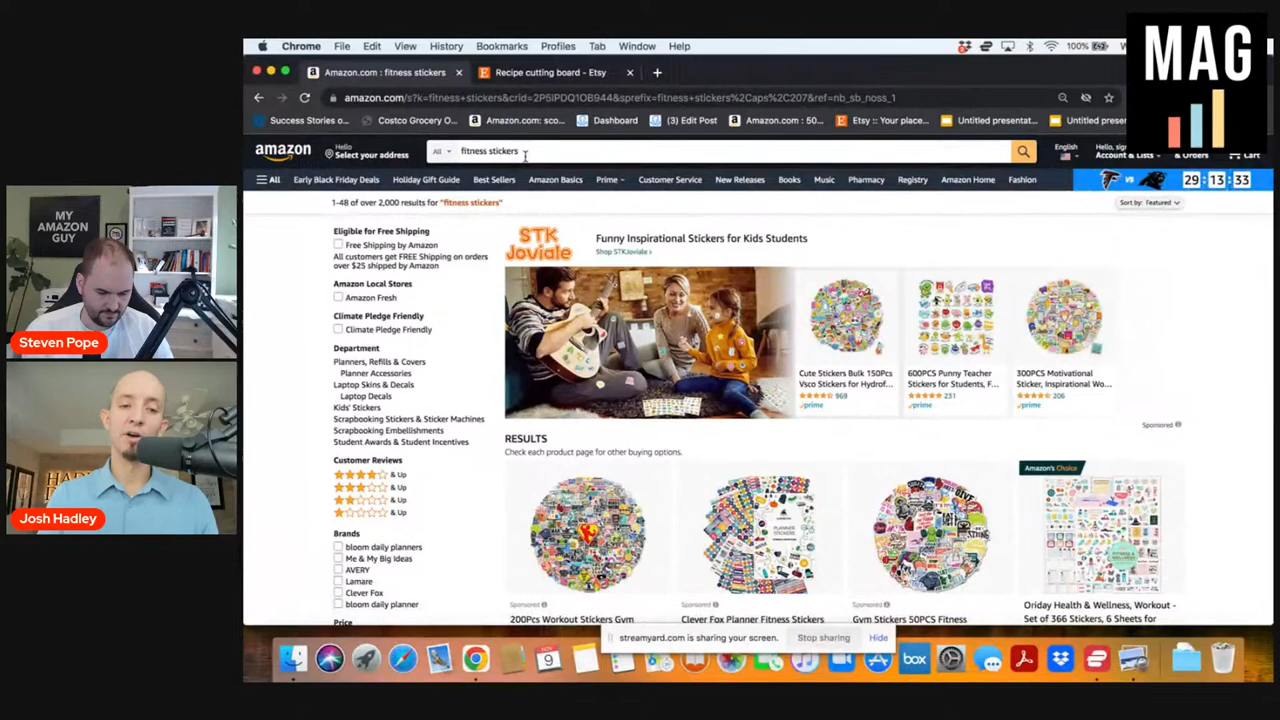 MAG
Chrome File Edit View History Bookmarks Profiles Tab Window Help
100%
Amazon.com : fitness stickers
Recipe cutting board - Etsy
amazon.com/s?k=fitness+stickers&crid=2P5IPDQ1OB944&sprefix=fitness+stickers%2Caps%2C207&ref=nb_sb_noss_1
Success Stories o... Costco Grocery O... Amazon.com: sco... Dashboard (3) Edit Post Amazon.com : 50... Etsy :: Your place... Untitled presentat... Untitled presentat
amazon
Hello
Select your address
All
fitness stickers
English
Hello, sig
Account & Lists
& Orders
Cart
All Early Black Friday Deals Holiday Gift Guide Best Sellers Amazon Basics Prime Customer Service New Releases Books Music Pharmacy Registry Amazon Home Fashion
VS
29:13:33
1-48 of over 2,000 results for "fitness stickers"
Sort by: Featured
Eligible for Free Shipping
Free Shipping by Amazon
All customers get FREE Shipping on orders
over $25 shipped by Amazon
Amazon Local Stores
Amazon Fresh
Climate Pledge Friendly
Climate Pledge Friendly
Department
Planners, Refills & Covers
Planner Accessories
Laptop Skins & Decals
Laptop Decals
Kids' Stickers
Scrapbooking Stickers & Sticker Machines
Scrapbooking Embellishments
Student Awards & Student Incentives
Customer Reviews
& Up
& Up
& Up
& Up
Brands
bloom daily planners
Me & My Big Ideas
AVERY
Lamare
Clever Fox
bloom daily planner
Price
STK
Joviale
Funny Inspirational Stickers for Kids Students
Shop STKJoviale ›
Cute Stickers Bulk 150Pcs
Vsco Stickers for Hydrof...
969
prime
600PCS Punny Teacher
Stickers for Students, F...
231
prime
300PCS Motivational
Sticker, Inspirational Wo...
206
prime
Sponsored
RESULTS
Check each product page for other buying options.
Amazon's Choice
Sponsored
200Pcs Workout Stickers Gym
Sponsored
Clever Fox Planner Fitness Stickers
Sponsored
Gym Stickers 50PCS Fitness
Oriday Health & Wellness, Workout -
Set of 366 Stickers, 6 Sheets for
streamyard.com is sharing your screen. Stop sharing Hide
NOV
9
box
MY
AMAZON
GUY
Steven Pope
Josh Hadley